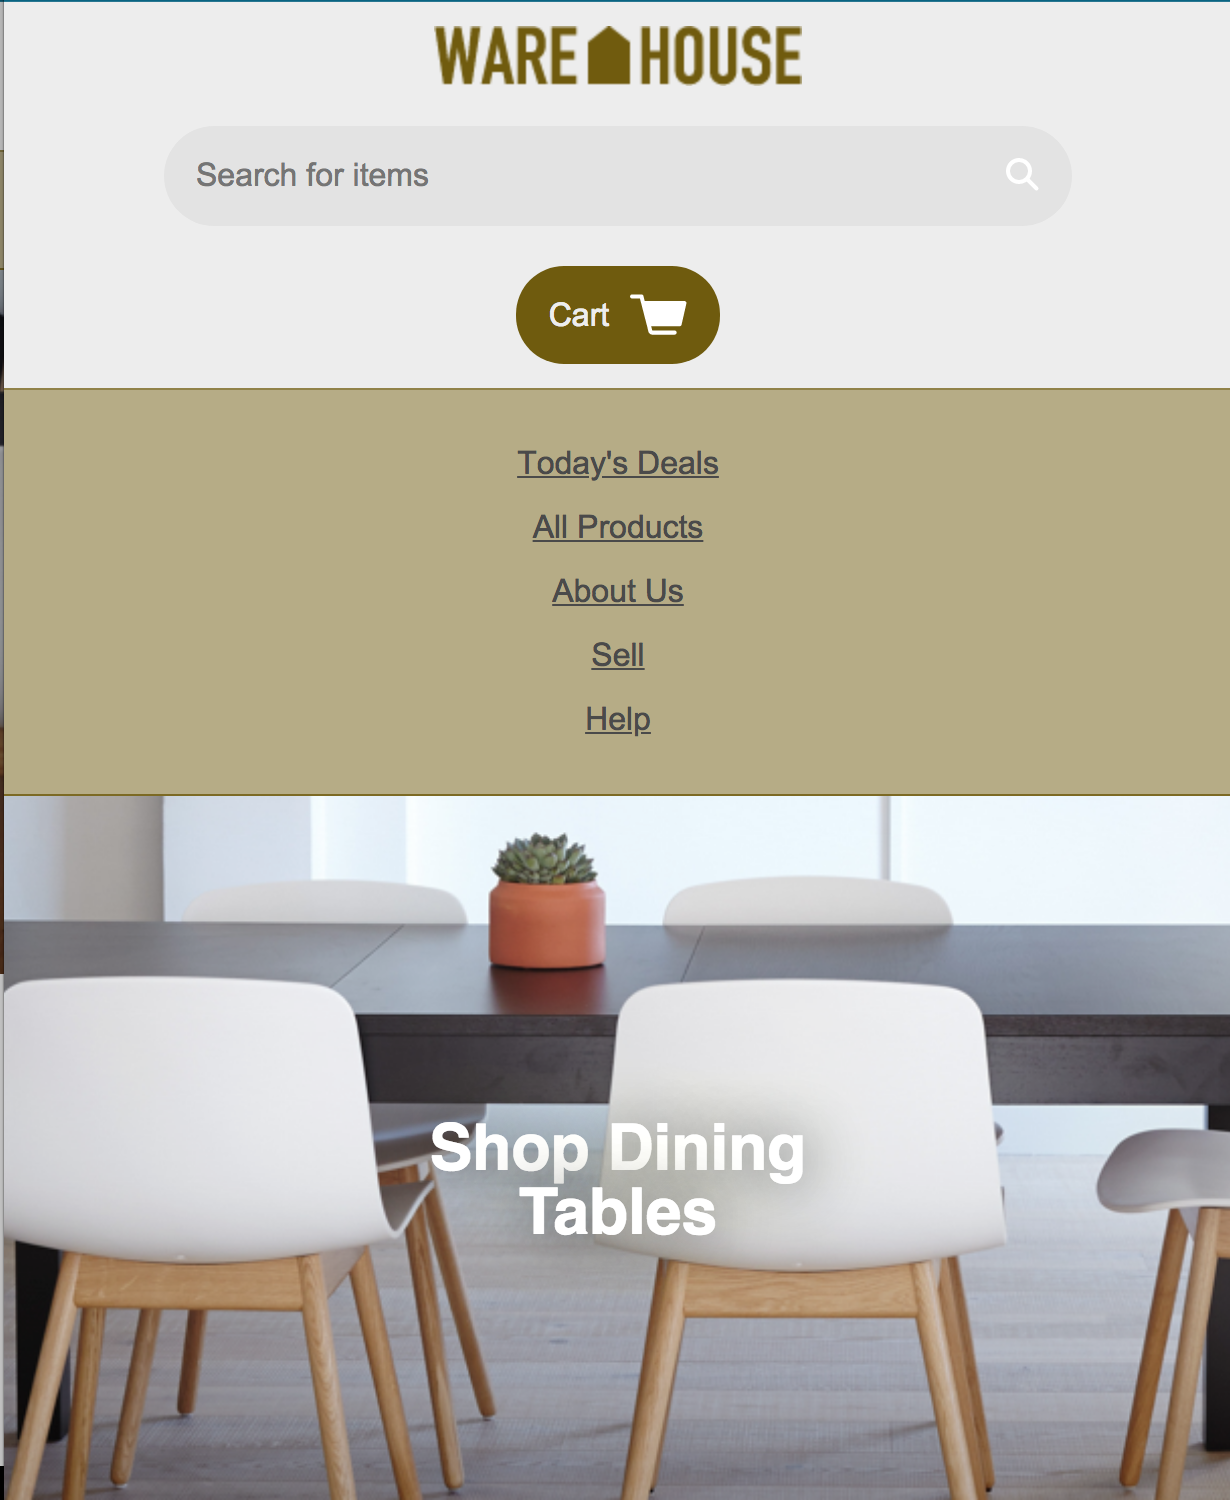 WARE HOUSE
Search for items
Cart
Today's Deals
All Products
About Us
Sell
Help
Shop Dining
Tables